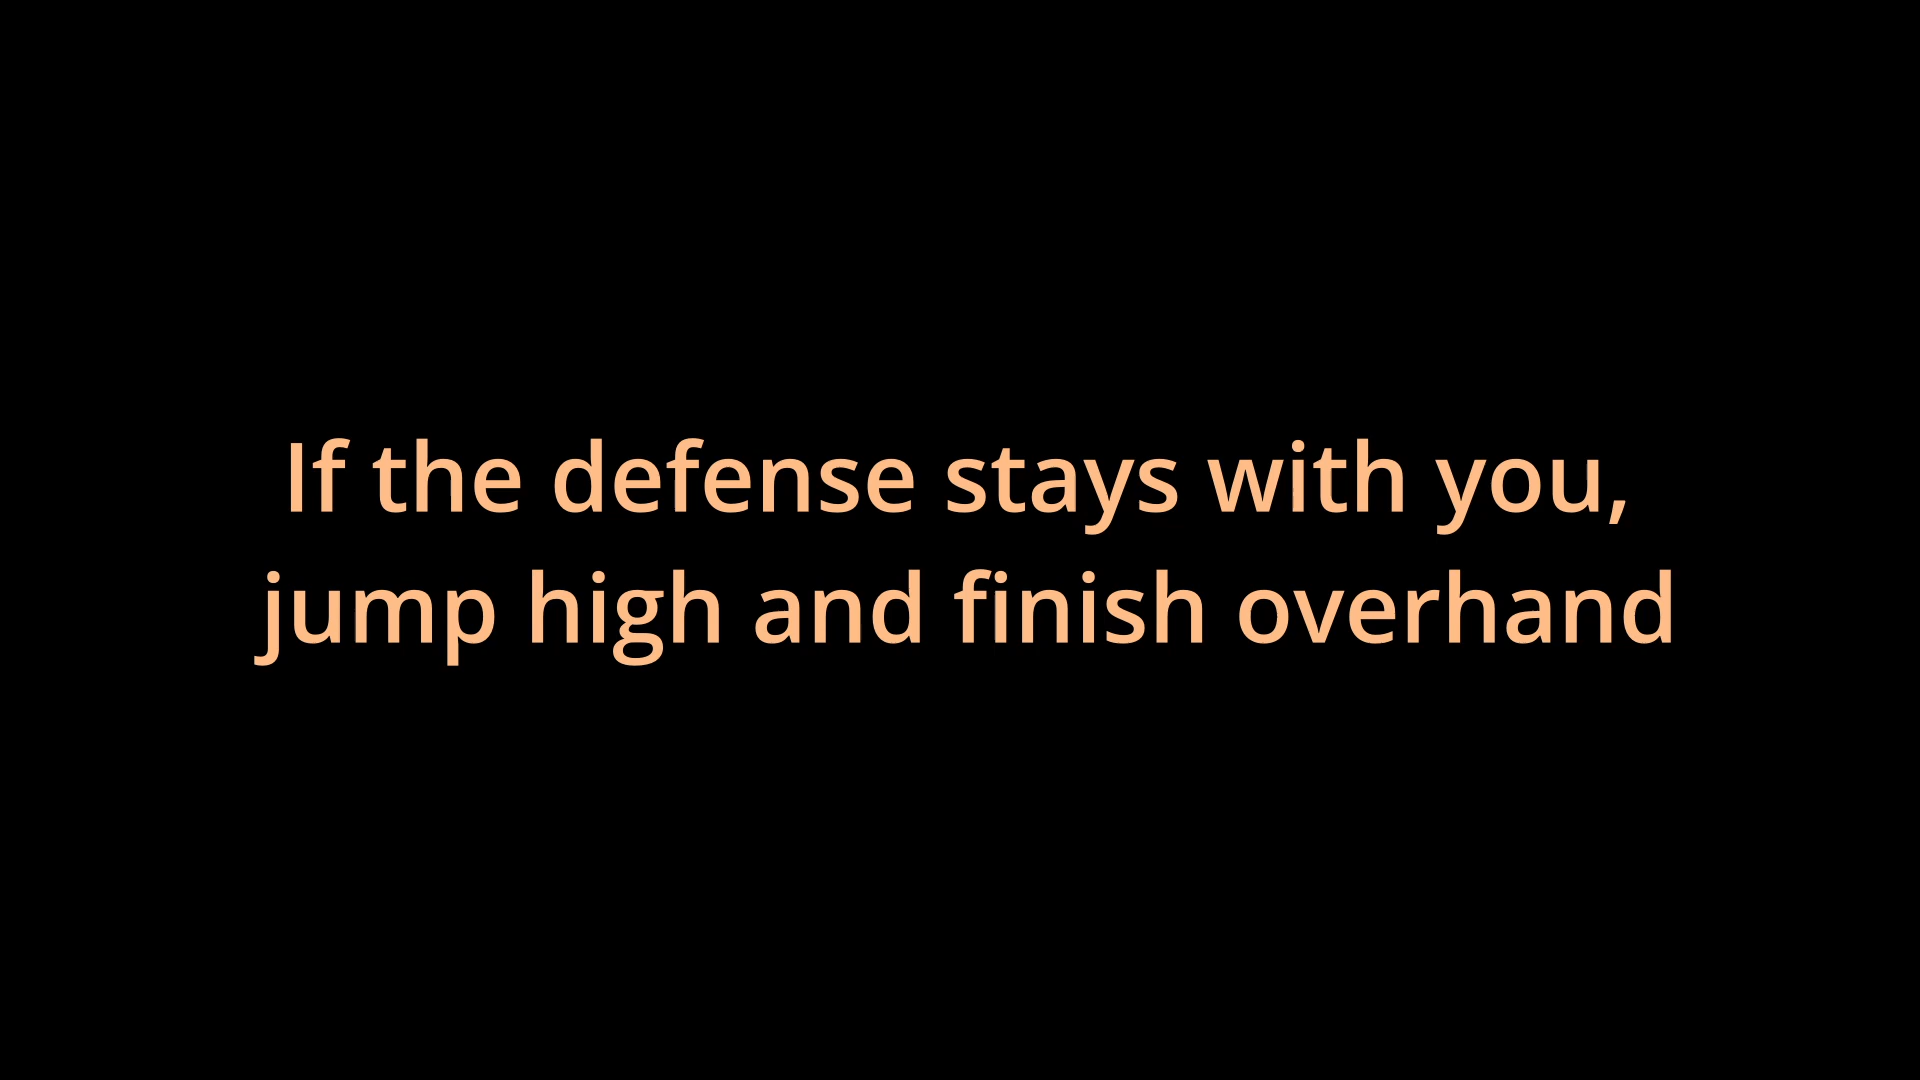 If the defense stays with you,
jump high and finish overhand